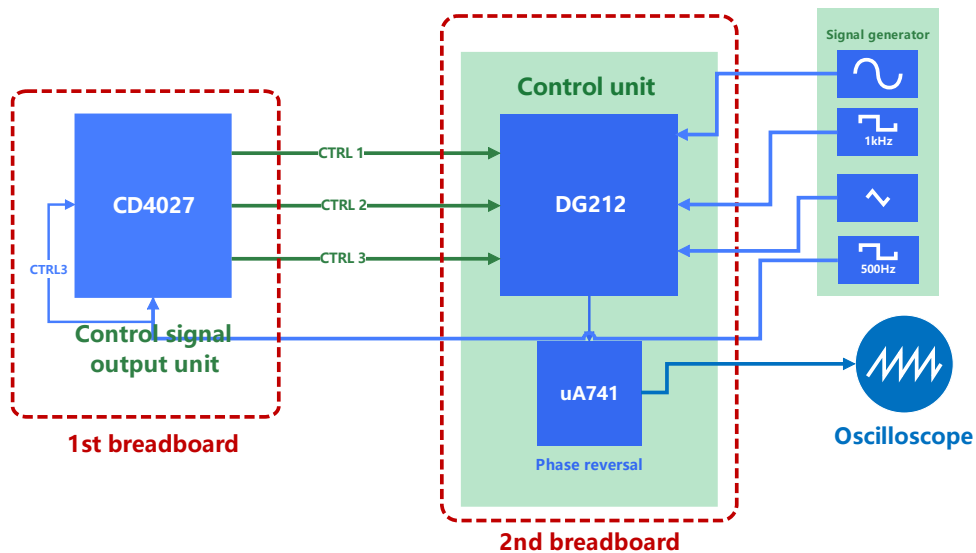 Signal generator
Control unit
1kHz
CTRL 1
CD4027
CTRL 2
DG212
CTRL 3
CTRL3
500Hz
Control signal
output unit
uA741
Oscilloscope
1st breadboard
Phase reversal
2nd breadboard